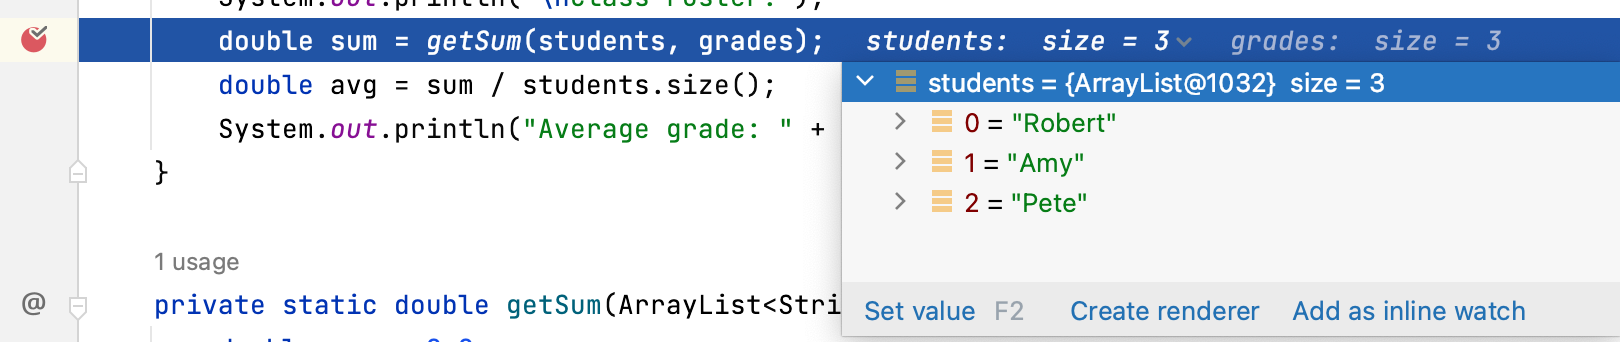 System.out.println("\nClass Roster:");
double sum = getSum(students, grades);   students:  size = 3   grades:  size = 3
double avg = sum / students.size();
System.out.println("Average grade: " +
}
students = {ArrayList@1032}  size = 3
0 = "Robert"
1 = "Amy"
2 = "Pete"
Set value   F2   Create renderer   Add as inline watch
1 usage
@ private static double getSum(ArrayList<Stri